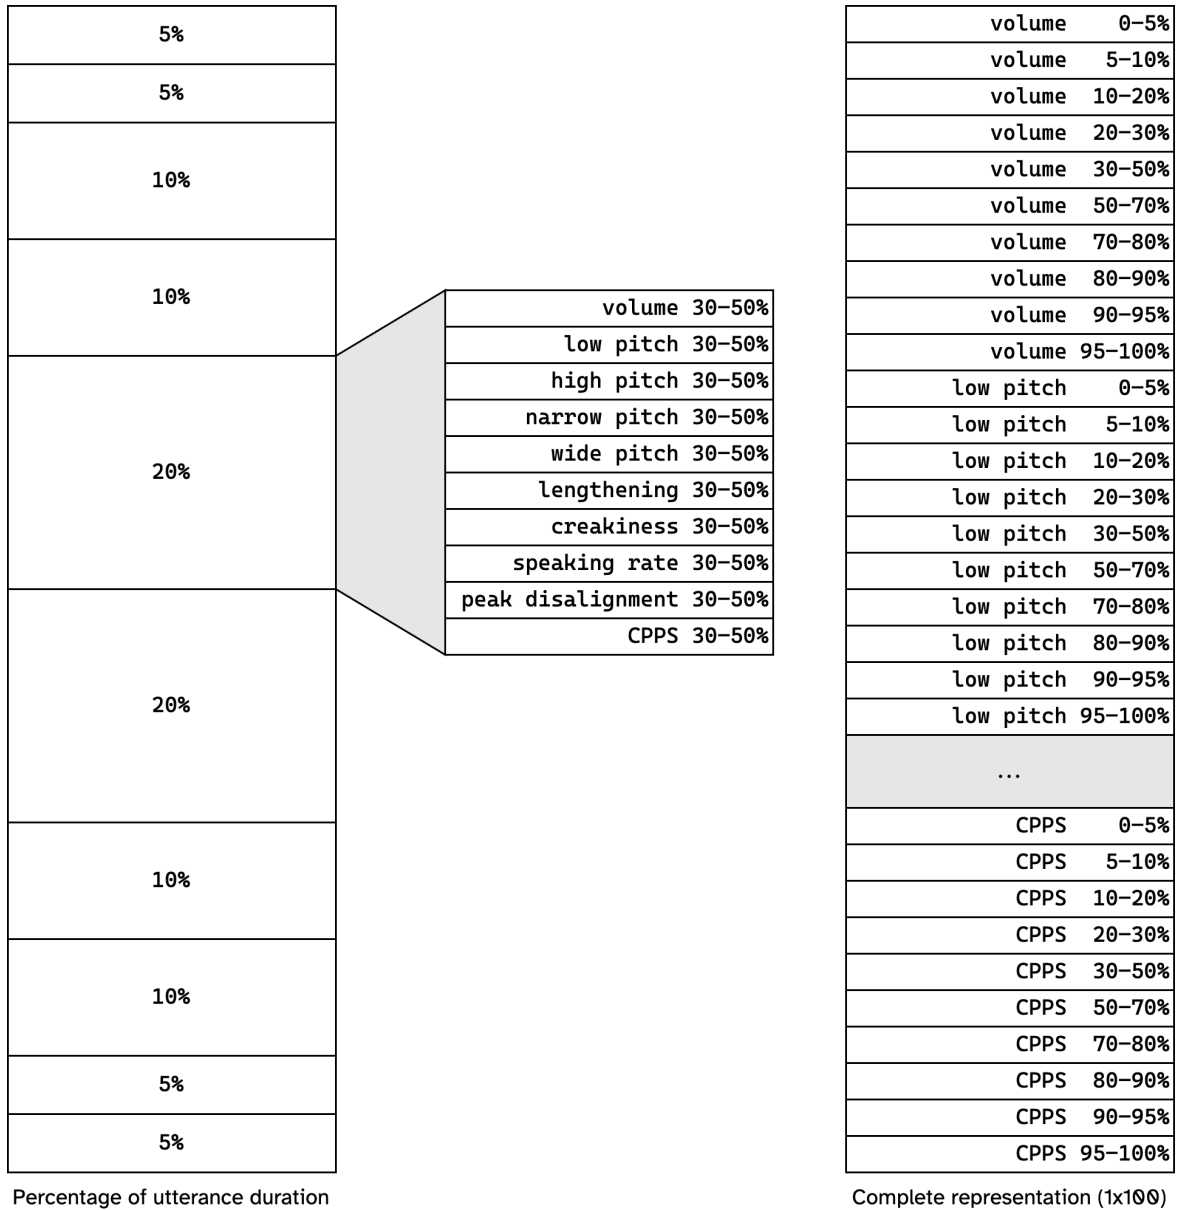 5%
5%
10%
10%
20%
20%
10%
10%
5%
5%
Percentage of utterance duration
volume 30–50%
low pitch 30–50%
high pitch 30–50%
narrow pitch 30–50%
wide pitch 30–50%
lengthening 30–50%
creakiness 30–50%
speaking rate 30–50%
peak disalignment 30–50%
CPPS 30–50%
volume 0–5%
volume 5–10%
volume 10–20%
volume 20–30%
volume 30–50%
volume 50–70%
volume 70–80%
volume 80–90%
volume 90–95%
volume 95–100%
low pitch 0–5%
low pitch 5–10%
low pitch 10–20%
low pitch 20–30%
low pitch 30–50%
low pitch 50–70%
low pitch 70–80%
low pitch 80–90%
low pitch 90–95%
low pitch 95–100%
...
CPPS 0–5%
CPPS 5–10%
CPPS 10–20%
CPPS 20–30%
CPPS 30–50%
CPPS 50–70%
CPPS 70–80%
CPPS 80–90%
CPPS 90–95%
CPPS 95–100%
Complete representation (1x100)